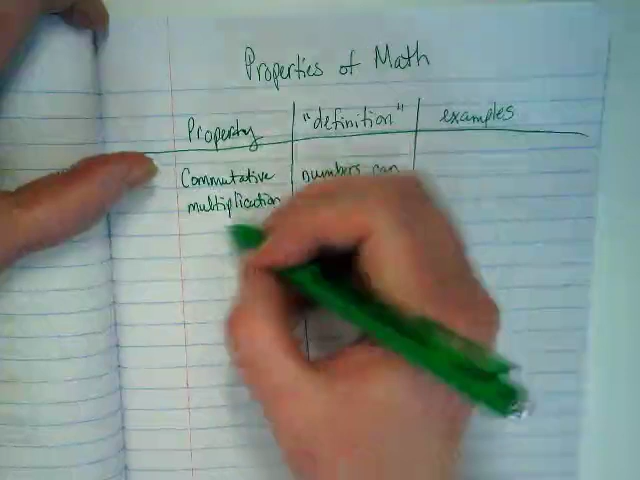 Properties of Math
Property "definition" examples
Commutative numbers can
multiplication